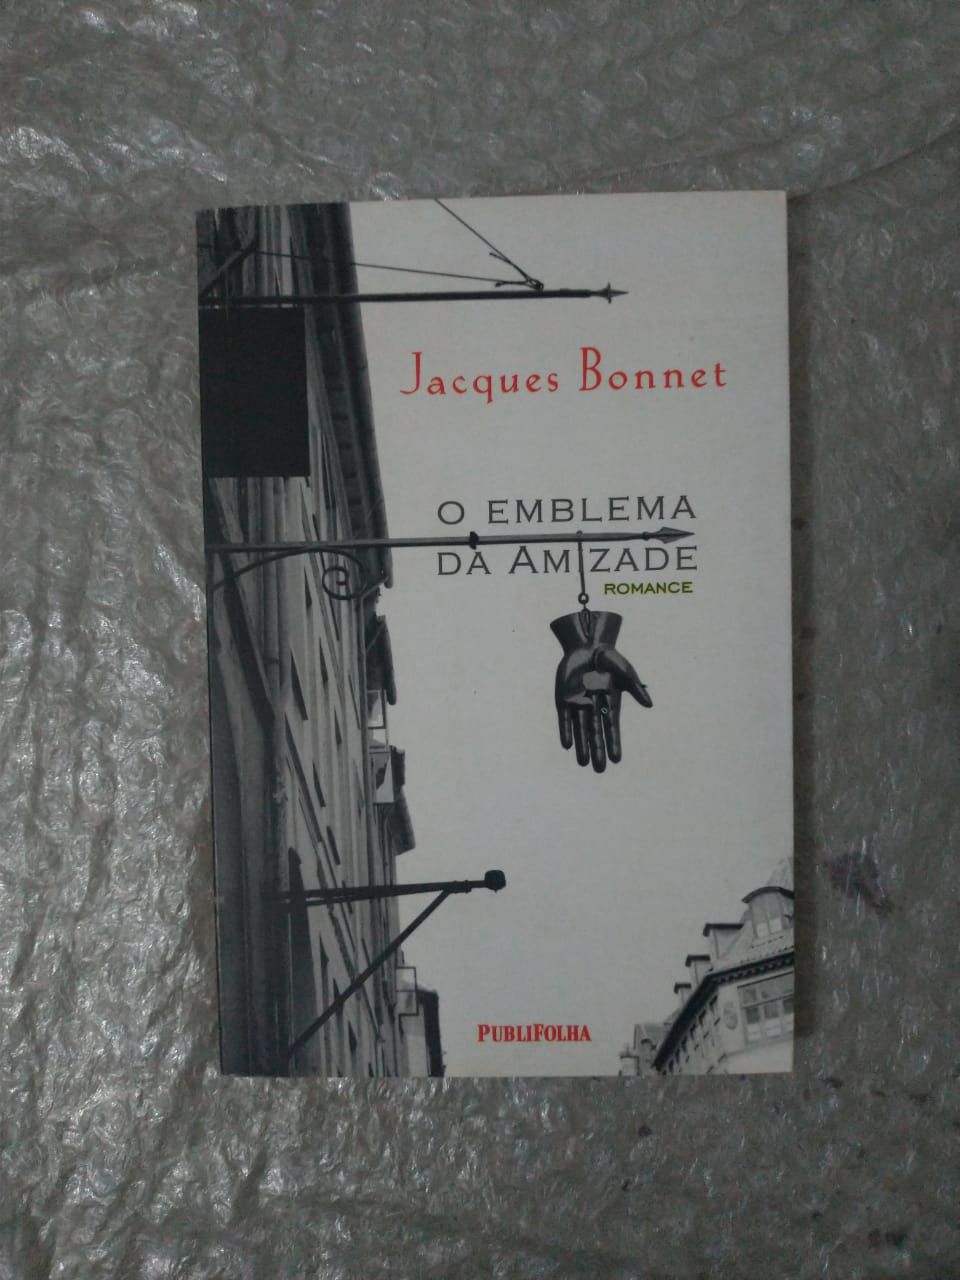 Jacques Bonnet
O EMBLEMA
DA AMIZADE
ROMANCE
PUBLIFOLHA